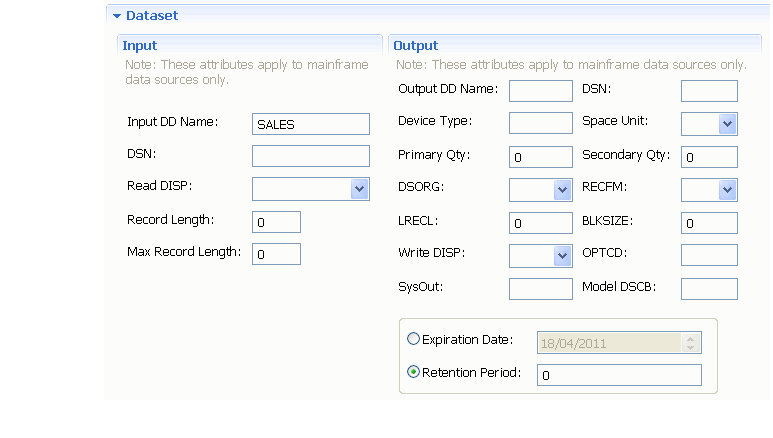 Dataset
Input
Note: These attributes apply to mainframe
data sources only.
Input DD Name: SALES
DSN:
Read DISP:
Record Length: 0
Max Record Length: 0
Output
Note: These attributes apply to mainframe data sources only.
Output DD Name: DSN:
Device Type: Space Unit:
Primary Qty: 0 Secondary Qty: 0
DSORG: RECFM:
LRECL: 0 BLKSIZE: 0
Write DISP: OPTCD:
SysOut: Model DSCB:
Expiration Date: 18/04/2011
Retention Period: 0